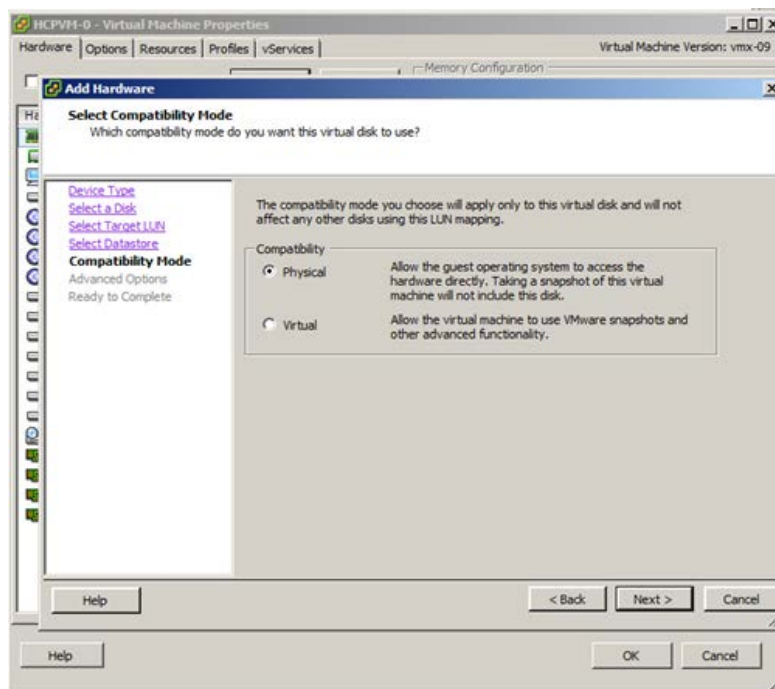 HCPVM-0 - Virtual Machine Properties
Hardware Options Resources Profiles vServices Virtual Machine Version: vmx-09
Memory Configuration
Add Hardware
Ha
Select Compatibility Mode
Which compatibility mode do you want this virtual disk to use?
Device Type
Select a Disk
Select Target LUN
Select Datastore
Compatibility Mode
Advanced Options
Ready to Complete
The compatibility mode you choose will apply only to this virtual disk and will not
affect any other disks using this LUN mapping.
Compatibility
Physical
Allow the guest operating system to access the
hardware directly. Taking a snapshot of this virtual
machine will not include this disk.
Virtual
Allow the virtual machine to use VMware snapshots and
other advanced functionality.
Help < Back Next > Cancel
Help OK Cancel